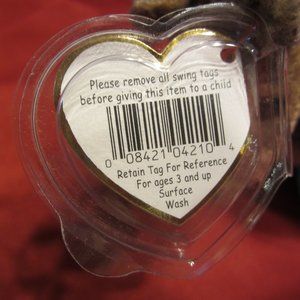 Please remove all swing tags
before giving this item to a child
0 08421 04210 4
Retain Tag For Reference
For ages 3 and up
Surface
Wash